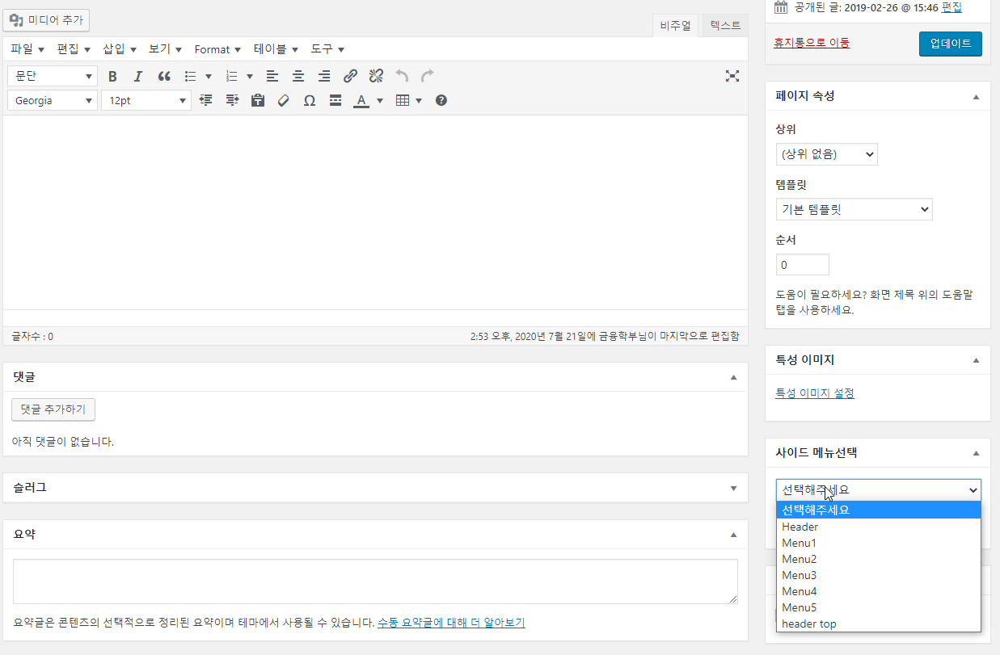 미디어 추가
비주얼 텍스트
파일 편집 삽입 보기 Format 테이블 도구
문단
Georgia 12pt
글자수 : 0 2:53 오후, 2020년 7월 21일에 금융학부님이 마지막으로 편집함
댓글
댓글 추가하기
아직 댓글이 없습니다.
슬러그
요약
요약글은 콘텐츠의 선택적으로 정리된 요약이며 테마에서 사용될 수 있습니다. 수동 요약글에 대해 더 알아보기
공개된 글: 2019-02-26 @ 15:46 편집
휴지통으로 이동 업데이트
페이지 속성
상위
(상위 없음)
템플릿
기본 템플릿
순서
0
도움이 필요하세요? 화면 제목 위의 도움말
탭을 사용하세요.
특성 이미지
특성 이미지 설정
사이드 메뉴선택
선택해주세요
선택해주세요
Header
Menu1
Menu2
Menu3
Menu4
Menu5
header top